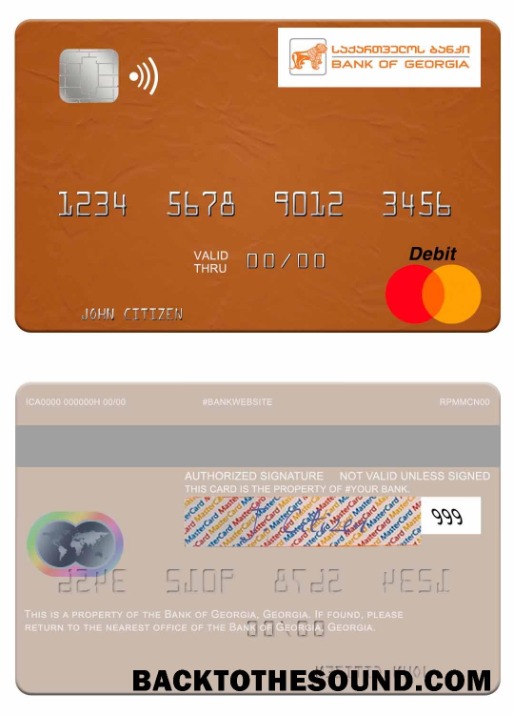 ᲡᲐᲥᲐᲠᲗᲕᲔᲚᲝᲡ ᲑᲐᲜᲙᲘ
BANK OF GEORGIA
1234 5678 9012 3456
VALID
THRU 00/00
Debit
JOHN CITIZEN
ICA0000 000000H 00/00 #BANKWEBSITE RPMMCN00
AUTHORIZED SIGNATURE NOT VALID UNLESS SIGNED
THIS CARD IS THE PROPERTY OF #YOUR BANK.
MasterCard MasterCard MasterCard
999
THIS IS A PROPERTY OF THE BANK OF GEORGIA, GEORGIA. IF FOUND, PLEASE
RETURN TO THE NEAREST OFFICE OF THE BANK OF GEORGIA, GEORGIA.
BACKTOTHESOUND.COM